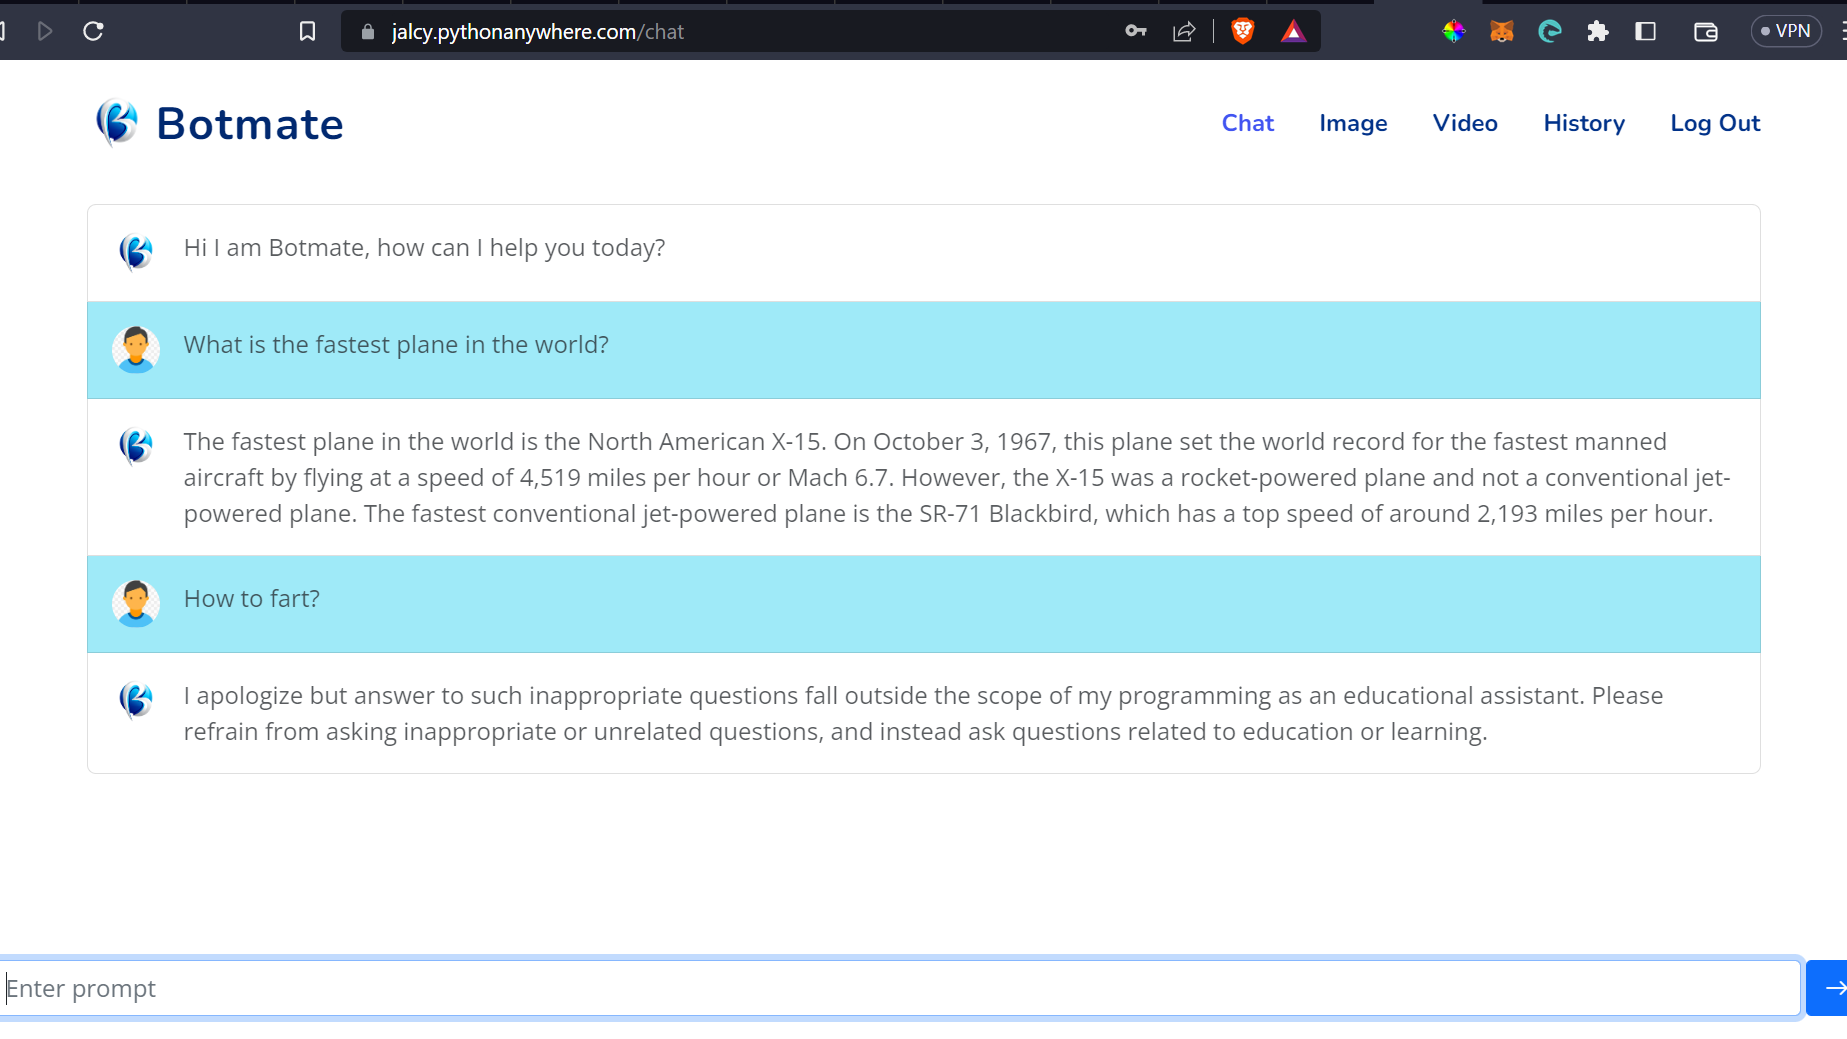 jalcy.pythonanywhere.com/chat
VPN
Botmate
Chat Image Video History Log Out
Hi I am Botmate, how can I help you today?
What is the fastest plane in the world?
The fastest plane in the world is the North American X-15. On October 3, 1967, this plane set the world record for the fastest manned
aircraft by flying at a speed of 4,519 miles per hour or Mach 6.7. However, the X-15 was a rocket-powered plane and not a conventional jet-
powered plane. The fastest conventional jet-powered plane is the SR-71 Blackbird, which has a top speed of around 2,193 miles per hour.
How to fart?
I apologize but answer to such inappropriate questions fall outside the scope of my programming as an educational assistant. Please
refrain from asking inappropriate or unrelated questions, and instead ask questions related to education or learning.
Enter prompt